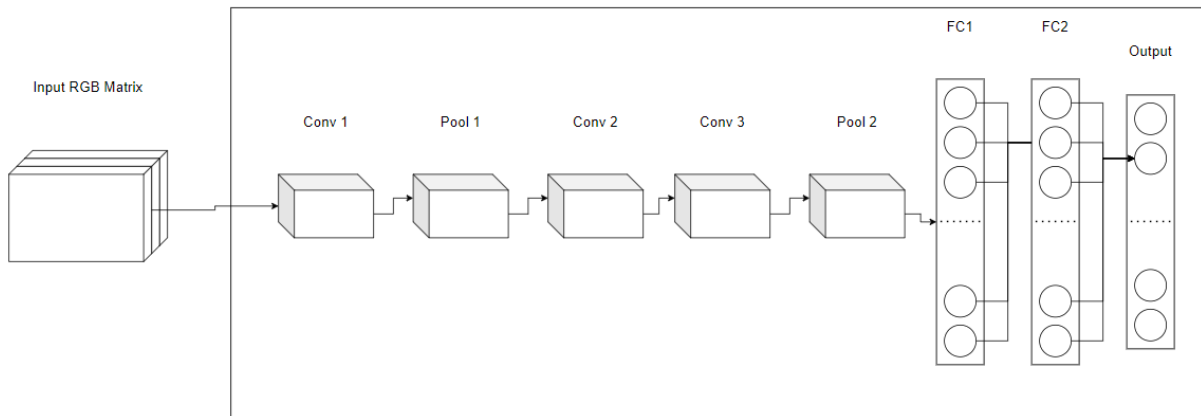 Input RGB Matrix
Conv 1
Pool 1
Conv 2
Conv 3
Pool 2
FC1
FC2
Output